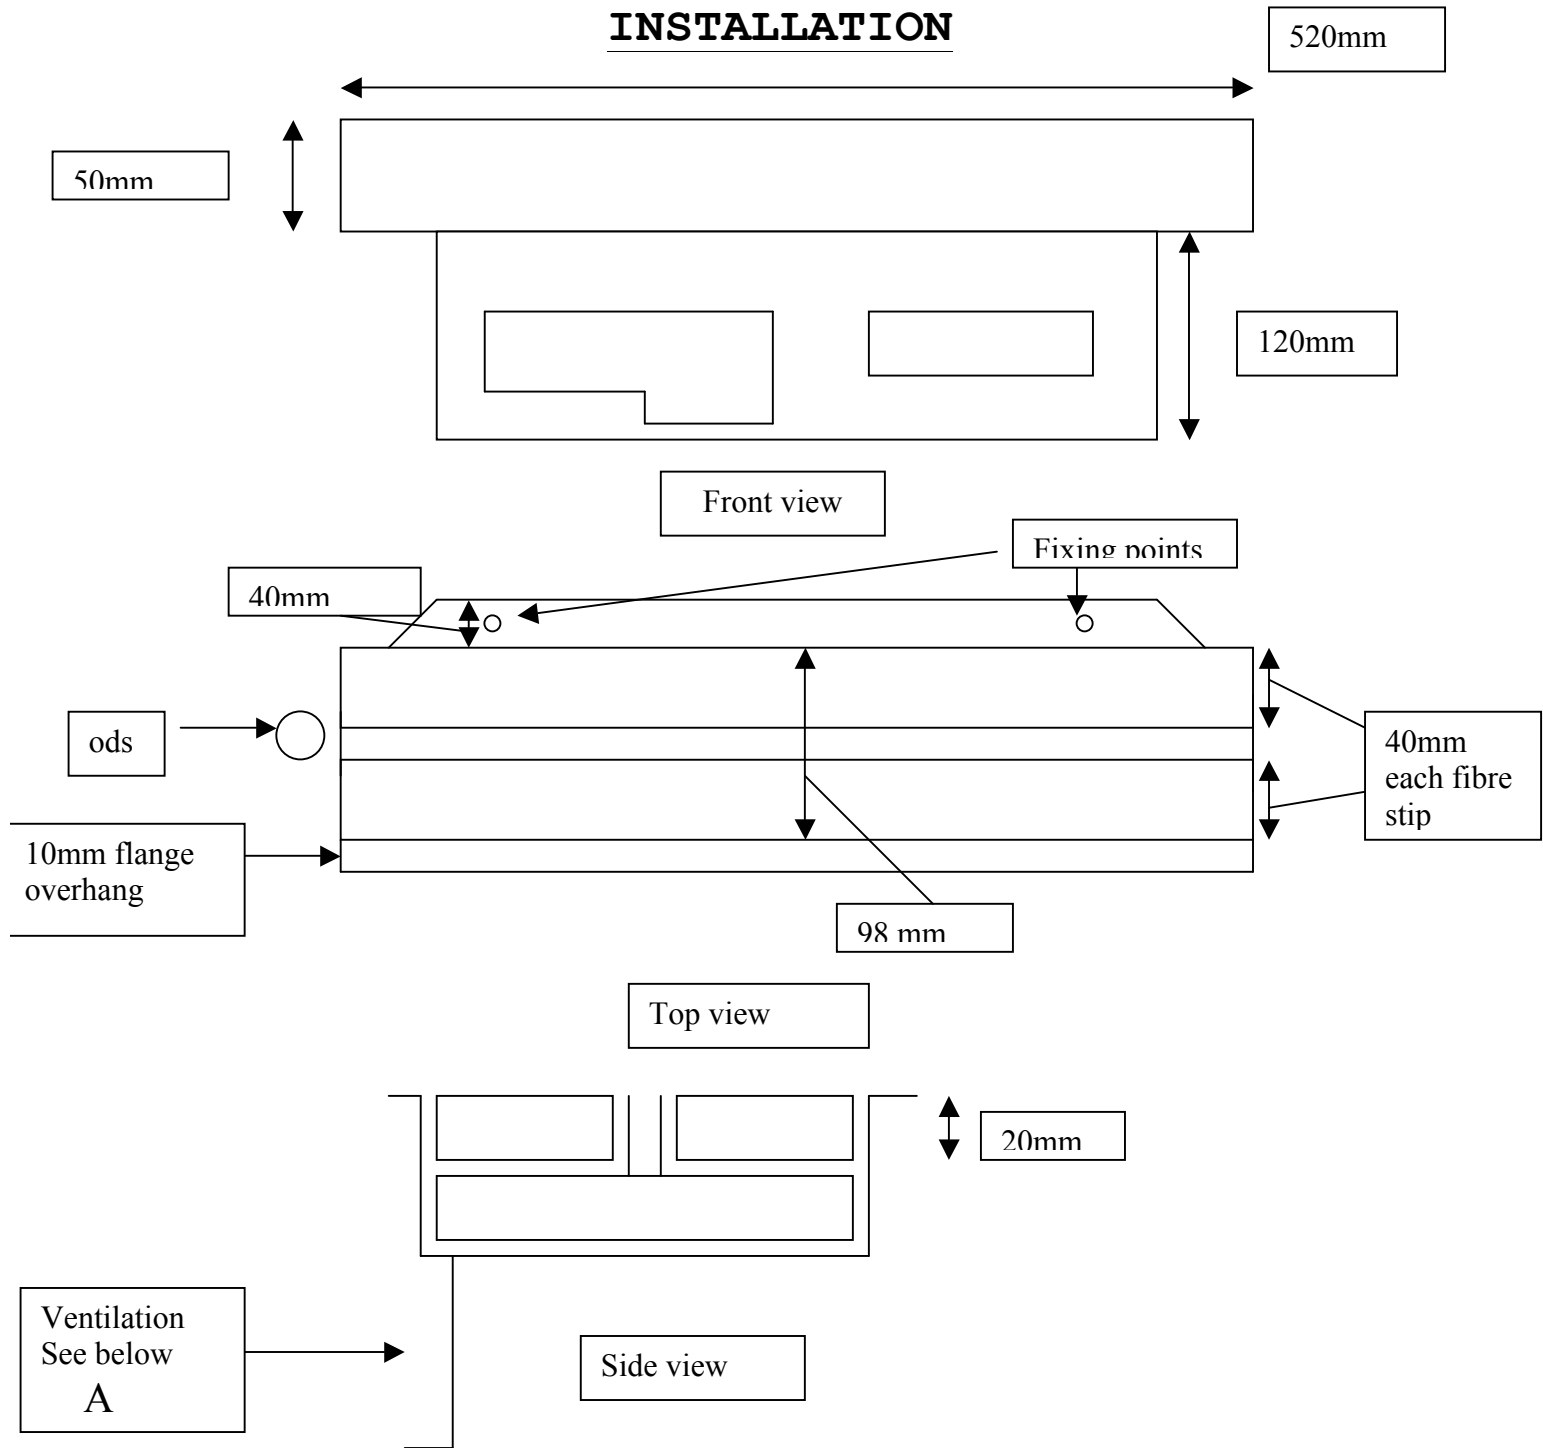 INSTALLATION
520mm
50mm
120mm
Front view
Fixing points
40mm
ods
40mm
each fibre
stip
10mm flange
overhang
98 mm
Top view
20mm
Ventilation
See below
A
Side view